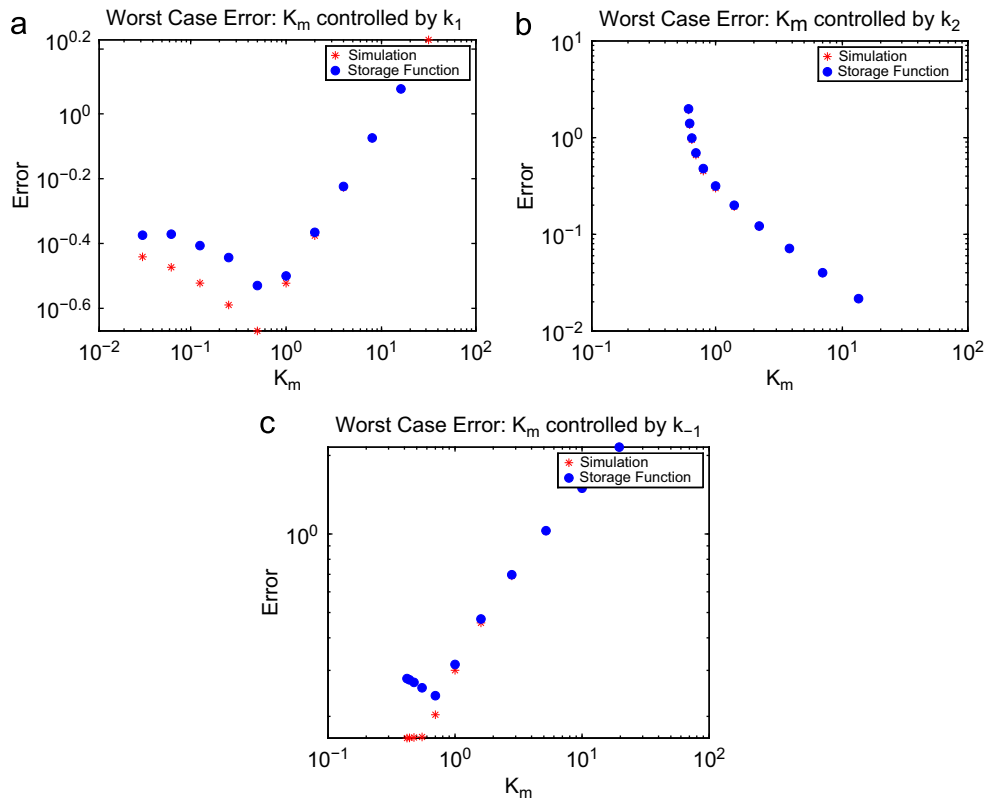 a
Worst Case Error: Kₘ controlled by k₁
10^0.2
10^0
10^−0.2
10^−0.4
10^−0.6
Error
Simulation
Storage Function
10^−2
10^−1
10^0
10^1
10^2
Kₘ
b
Worst Case Error: Kₘ controlled by k₂
10^1
10^0
10^−1
10^−2
Error
Simulation
Storage Function
10^−1
10^0
10^1
10^2
Kₘ
c
Worst Case Error: Kₘ controlled by k₋₁
10^0
Error
Simulation
Storage Function
10^−1
10^0
10^1
10^2
Kₘ